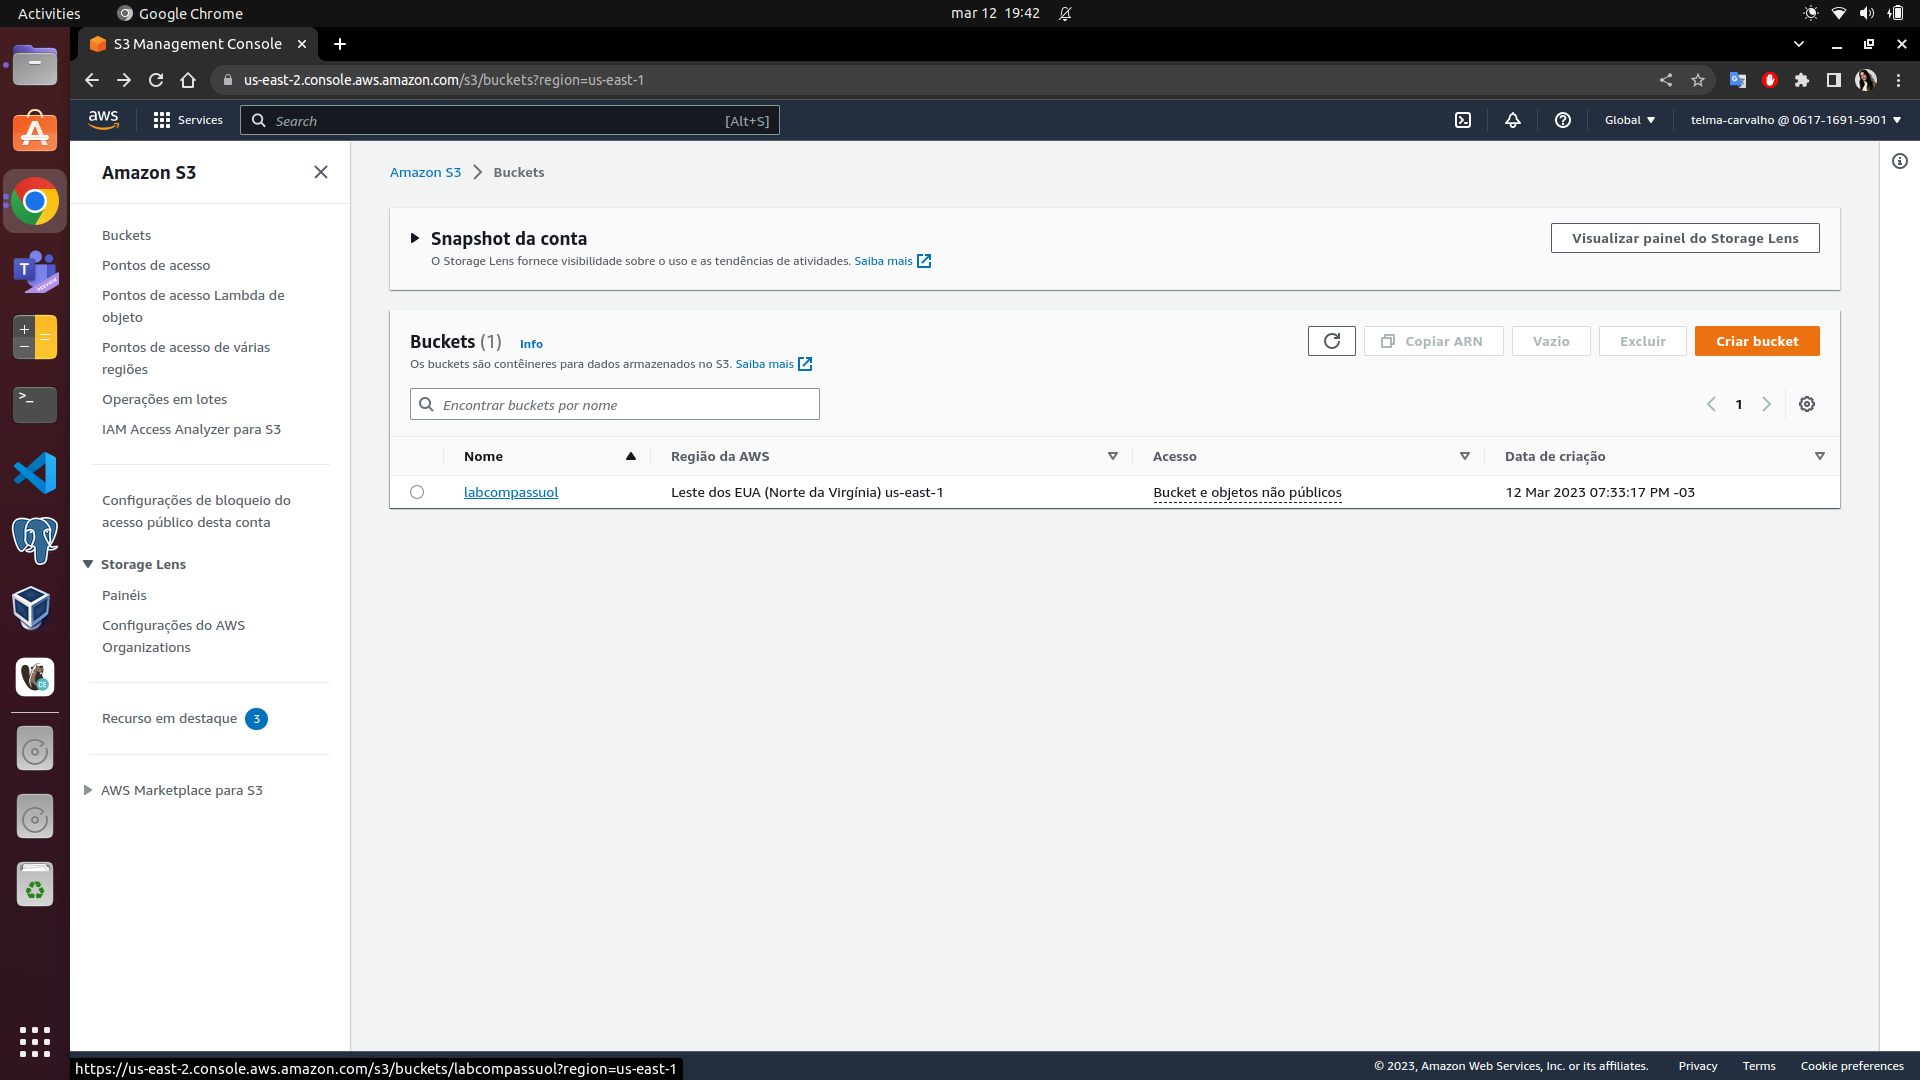 Activities
Google Chrome
mar 12 19:42
S3 Management Console
us-east-2.console.aws.amazon.com/s3/buckets?region=us-east-1
aws
Services
Search
[Alt+S]
Global
telma-carvalho @ 0617-1691-5901
Amazon S3
Buckets
Pontos de acesso
Pontos de acesso Lambda de
objeto
Pontos de acesso de várias
regiões
Operações em lotes
IAM Access Analyzer para S3
Configurações de bloqueio do
acesso público desta conta
Storage Lens
Painéis
Configurações do AWS
Organizations
Recurso em destaque 3
AWS Marketplace para S3
Amazon S3 > Buckets
Snapshot da conta
O Storage Lens fornece visibilidade sobre o uso e as tendências de atividades. Saiba mais
Visualizar painel do Storage Lens
Buckets (1) Info
Os buckets são contêineres para dados armazenados no S3. Saiba mais
Copiar ARN
Vazio
Excluir
Criar bucket
Encontrar buckets por nome
1
Nome
Região da AWS
Acesso
Data de criação
labcompassuol
Leste dos EUA (Norte da Virgínia) us-east-1
Bucket e objetos não públicos
12 Mar 2023 07:33:17 PM -03
https://us-east-2.console.aws.amazon.com/s3/buckets/labcompassuol?region=us-east-1
© 2023, Amazon Web Services, Inc. or its affiliates.
Privacy
Terms
Cookie preferences